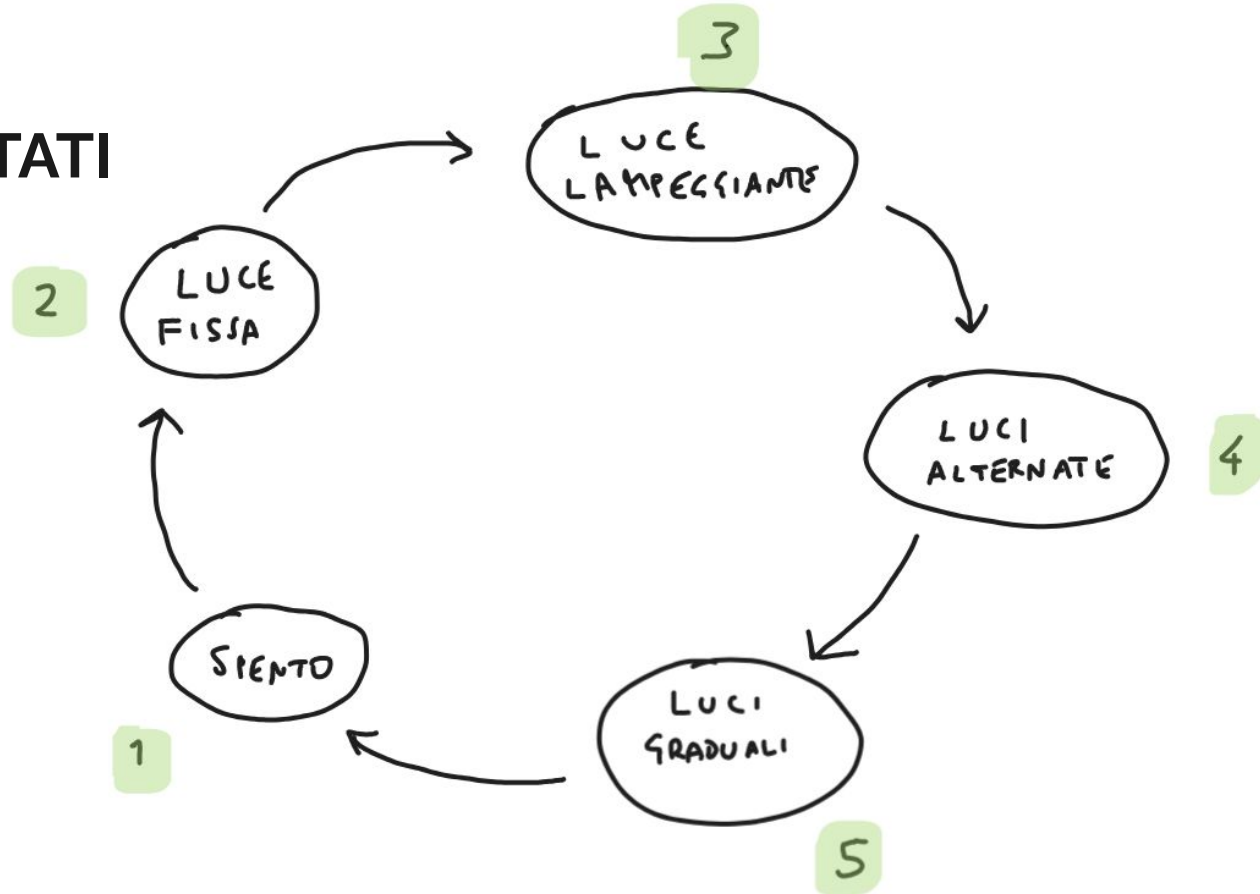 TATI
3
LUCE
LAMPEGGIANTE
2
LUCE
FISSA
LUCI
ALTERNATE
4
SPENTO
1
LUCI
GRADUALI
5